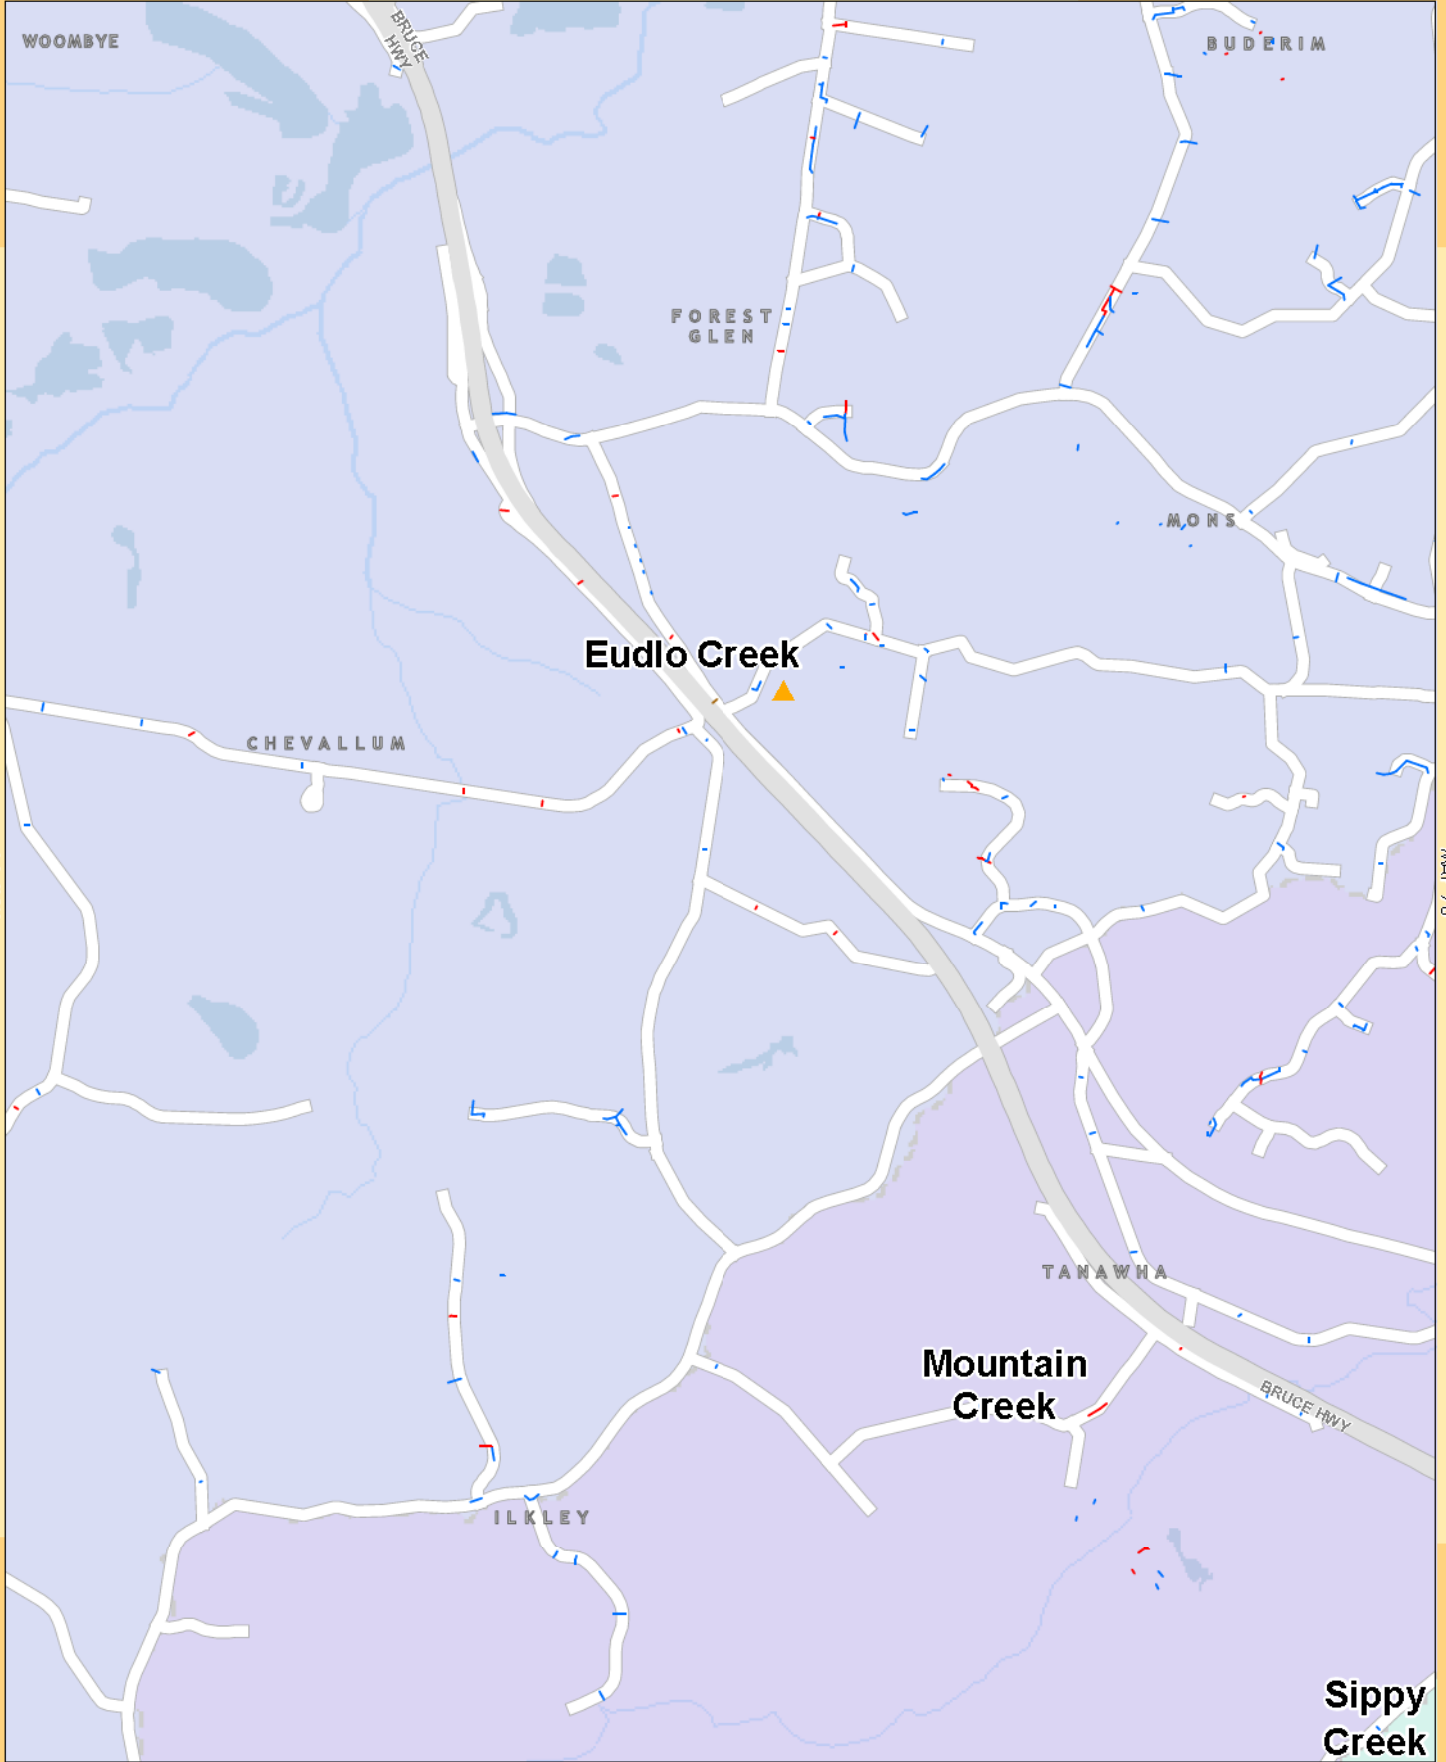 WOOMBYE
BRUCE
HWY
BUDERIM
FOREST
GLEN
MONS
Eudlo Creek
CHEVALLUM
TANAWHA
Mountain
Creek
BRUCE HWY
ILKLEY
Sippy
Creek